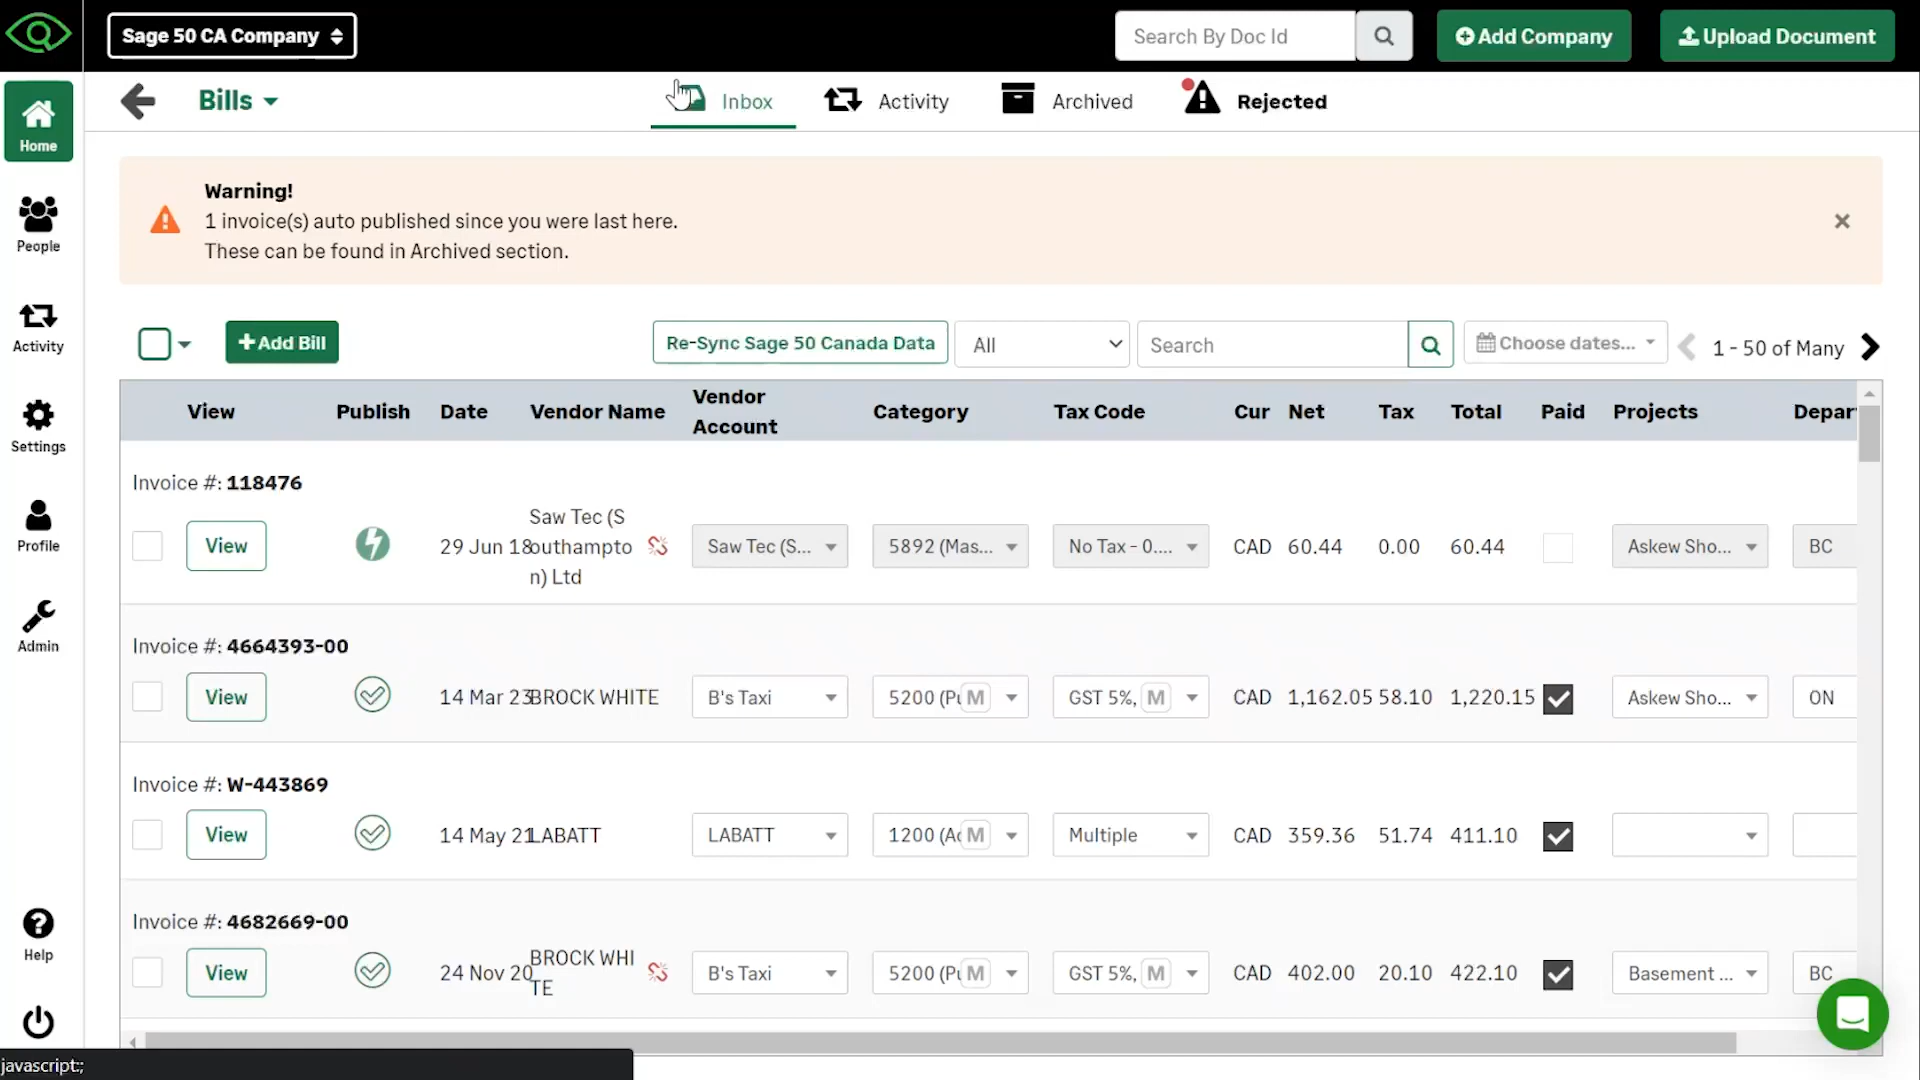 Sage 50 CA Company
Search By Doc Id
Add Company
Upload Document
Home
People
Activity
Settings
Profile
Admin
Help
Bills
Inbox
Activity
Archived
Rejected
Warning!
1 invoice(s) auto published since you were last here.
These can be found in Archived section.
×
+Add Bill
Re-Sync Sage 50 Canada Data
All
Search
Choose dates...
1 - 50 of Many
View Publish Date Vendor Name Vendor Account Category Tax Code Cur Net Tax Total Paid Projects Depar
Invoice #: 118476
View 29 Jun 18 Saw Tec (S
outhampto
n) Ltd
Saw Tec (S... 5892 (Mas... No Tax - 0.... CAD 60.44 0.00 60.44 Askew Sho... BC
Invoice #: 4664393-00
View 14 Mar 23 BROCK WHITE B's Taxi 5200 (Pu M GST 5%, M CAD 1,162.05 58.10 1,220.15 Askew Sho... ON
Invoice #: W-443869
View 14 May 21 LABATT LABATT 1200 (Ac M Multiple CAD 359.36 51.74 411.10
Invoice #: 4682669-00
View 24 Nov 20 BROCK WHI
TE
B's Taxi 5200 (Pu M GST 5%, M CAD 402.00 20.10 422.10 Basement ... BC
javascript:;